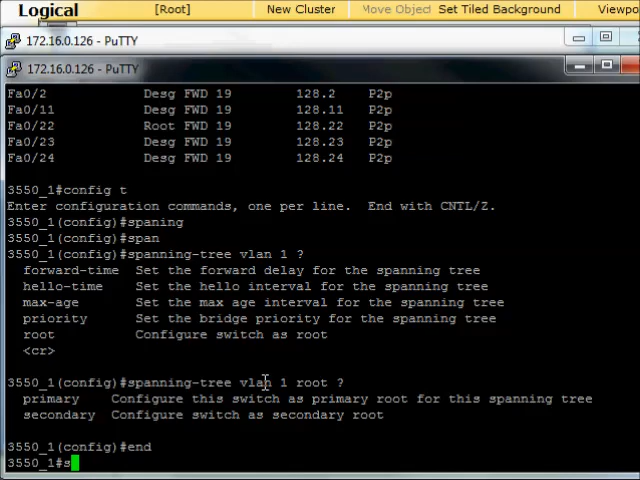 Logical [Root] New Cluster Move Object Set Tiled Background Viewpo
172.16.0.126 - PuTTY
172.16.0.126 - PuTTY
Fa0/2 Desg FWD 19 128.2 P2p
Fa0/11 Desg FWD 19 128.11 P2p
Fa0/22 Root FWD 19 128.22 P2p
Fa0/23 Desg FWD 19 128.23 P2p
Fa0/24 Desg FWD 19 128.24 P2p
3550_1#config t
Enter configuration commands, one per line. End with CNTL/Z.
3550_1(config)#spaning
3550_1(config)#span
3550_1(config)#spanning-tree vlan 1 ?
forward-time Set the forward delay for the spanning tree
hello-time Set the hello interval for the spanning tree
max-age Set the max age interval for the spanning tree
priority Set the bridge priority for the spanning tree
root Configure switch as root
<cr>
3550_1(config)#spanning-tree vlan 1 root ?
primary Configure this switch as primary root for this spanning tree
secondary Configure switch as secondary root
3550_1(config)#end
3550_1#s